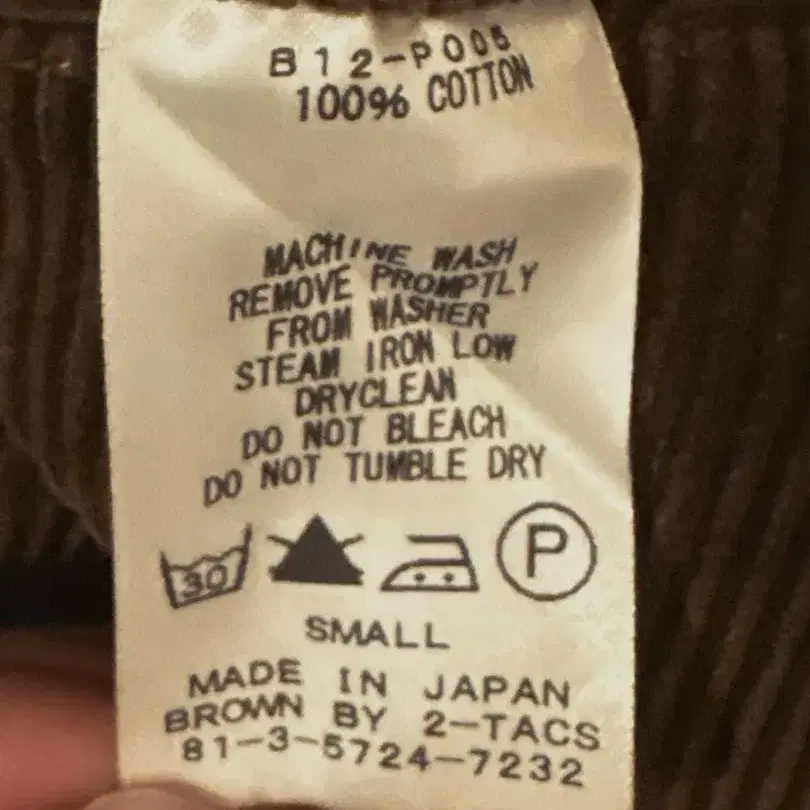 B12-P005
100% COTTON
MACHINE WASH
REMOVE PROMPTLY
FROM WASHER
STEAM IRON LOW
DRYCLEAN
DO NOT BLEACH
DO NOT TUMBLE DRY
30 P
SMALL
MADE IN JAPAN
BROWN BY 2-TACS
81-3-5724-7232